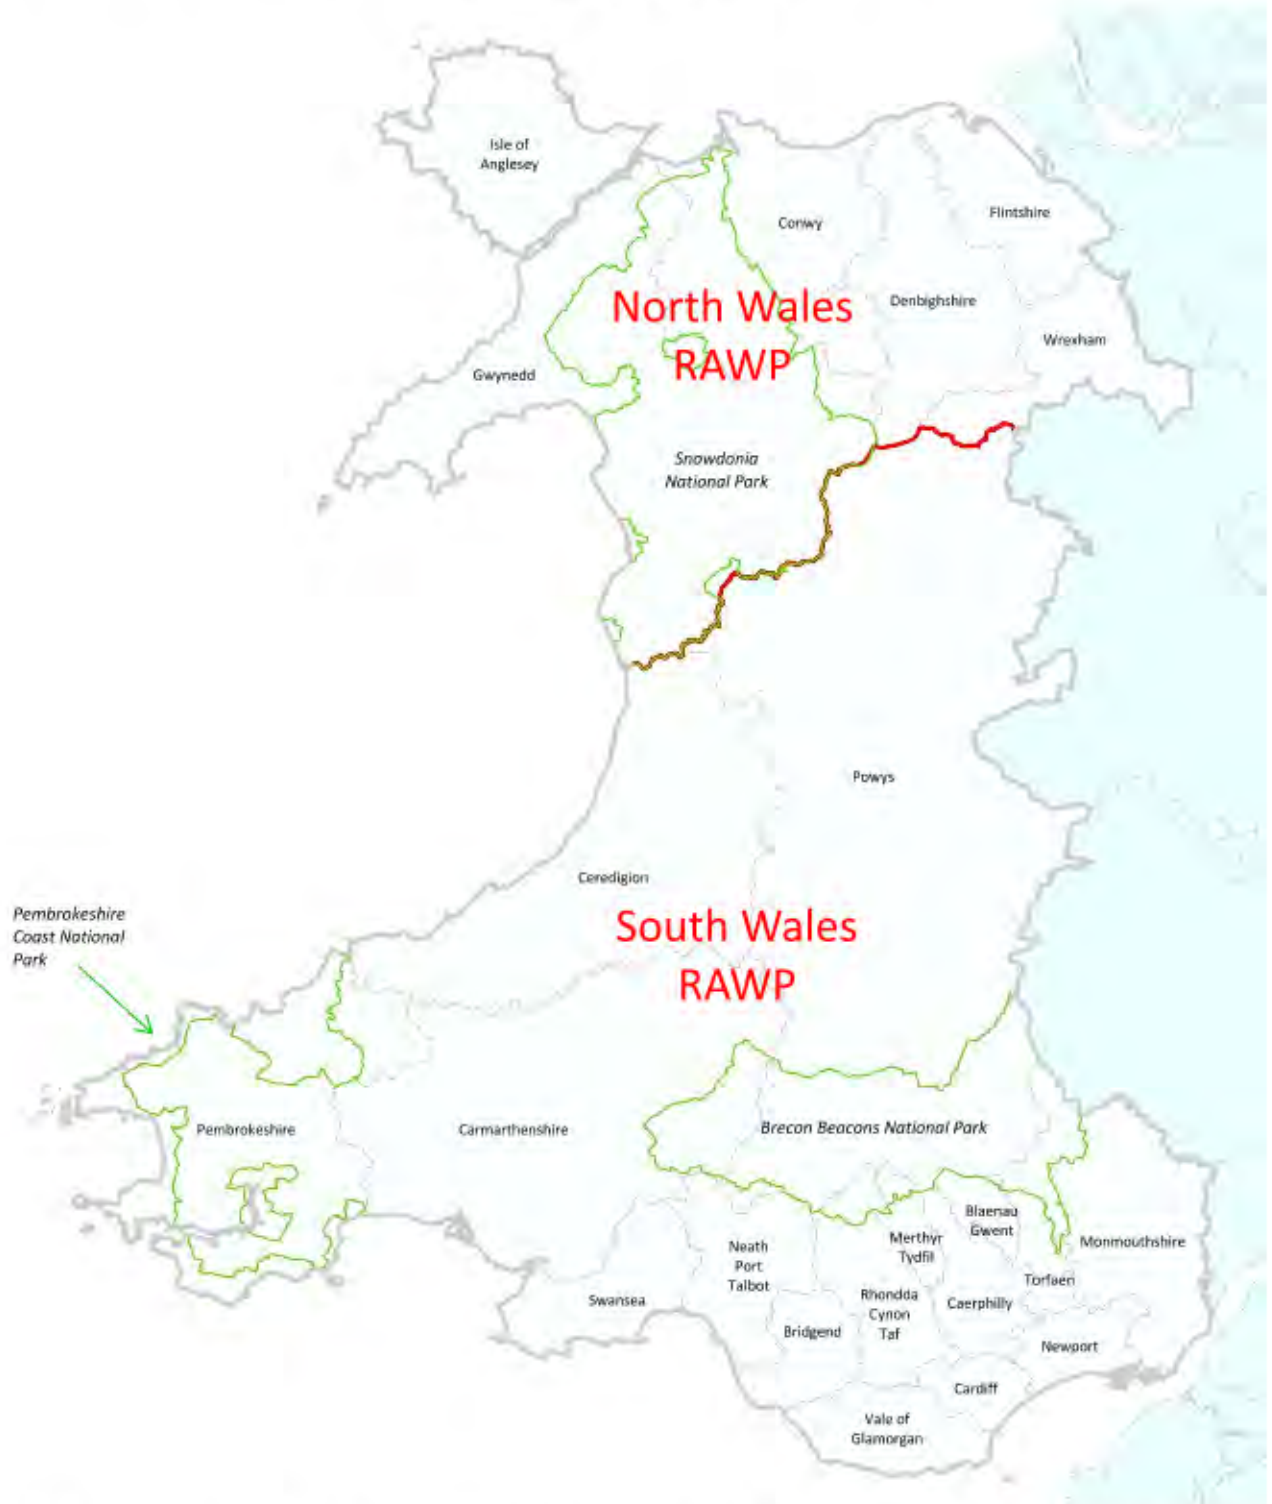 Isle of
Anglesey
Conwy
Flintshire
Denbighshire
North Wales
RAWP
Wrexham
Gwynedd
Snowdonia
National Park
Powys
Ceredigion
South Wales
RAWP
Pembrokeshire
Coast National
Park
Pembrokeshire
Carmarthenshire
Brecon Beacons National Park
Blaenau
Gwent
Merthyr
Tydfil
Monmouthshire
Neath
Port
Talbot
Torfaen
Swansea
Rhondda
Cynon
Taf
Caerphilly
Bridgend
Newport
Cardiff
Vale of
Glamorgan